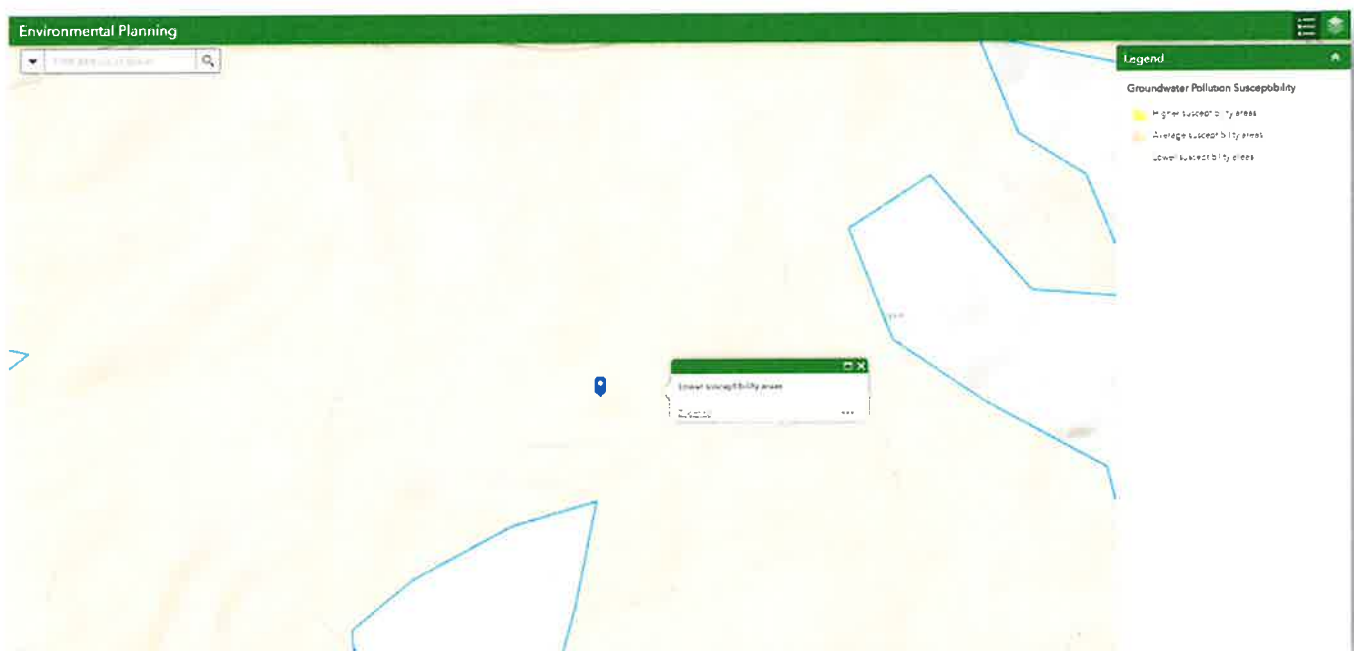 Environmental Planning
Legend
Groundwater Pollution Susceptibility
Higher susceptibility areas
Average susceptibility areas
Lower susceptibility areas
Lower susceptibility areas